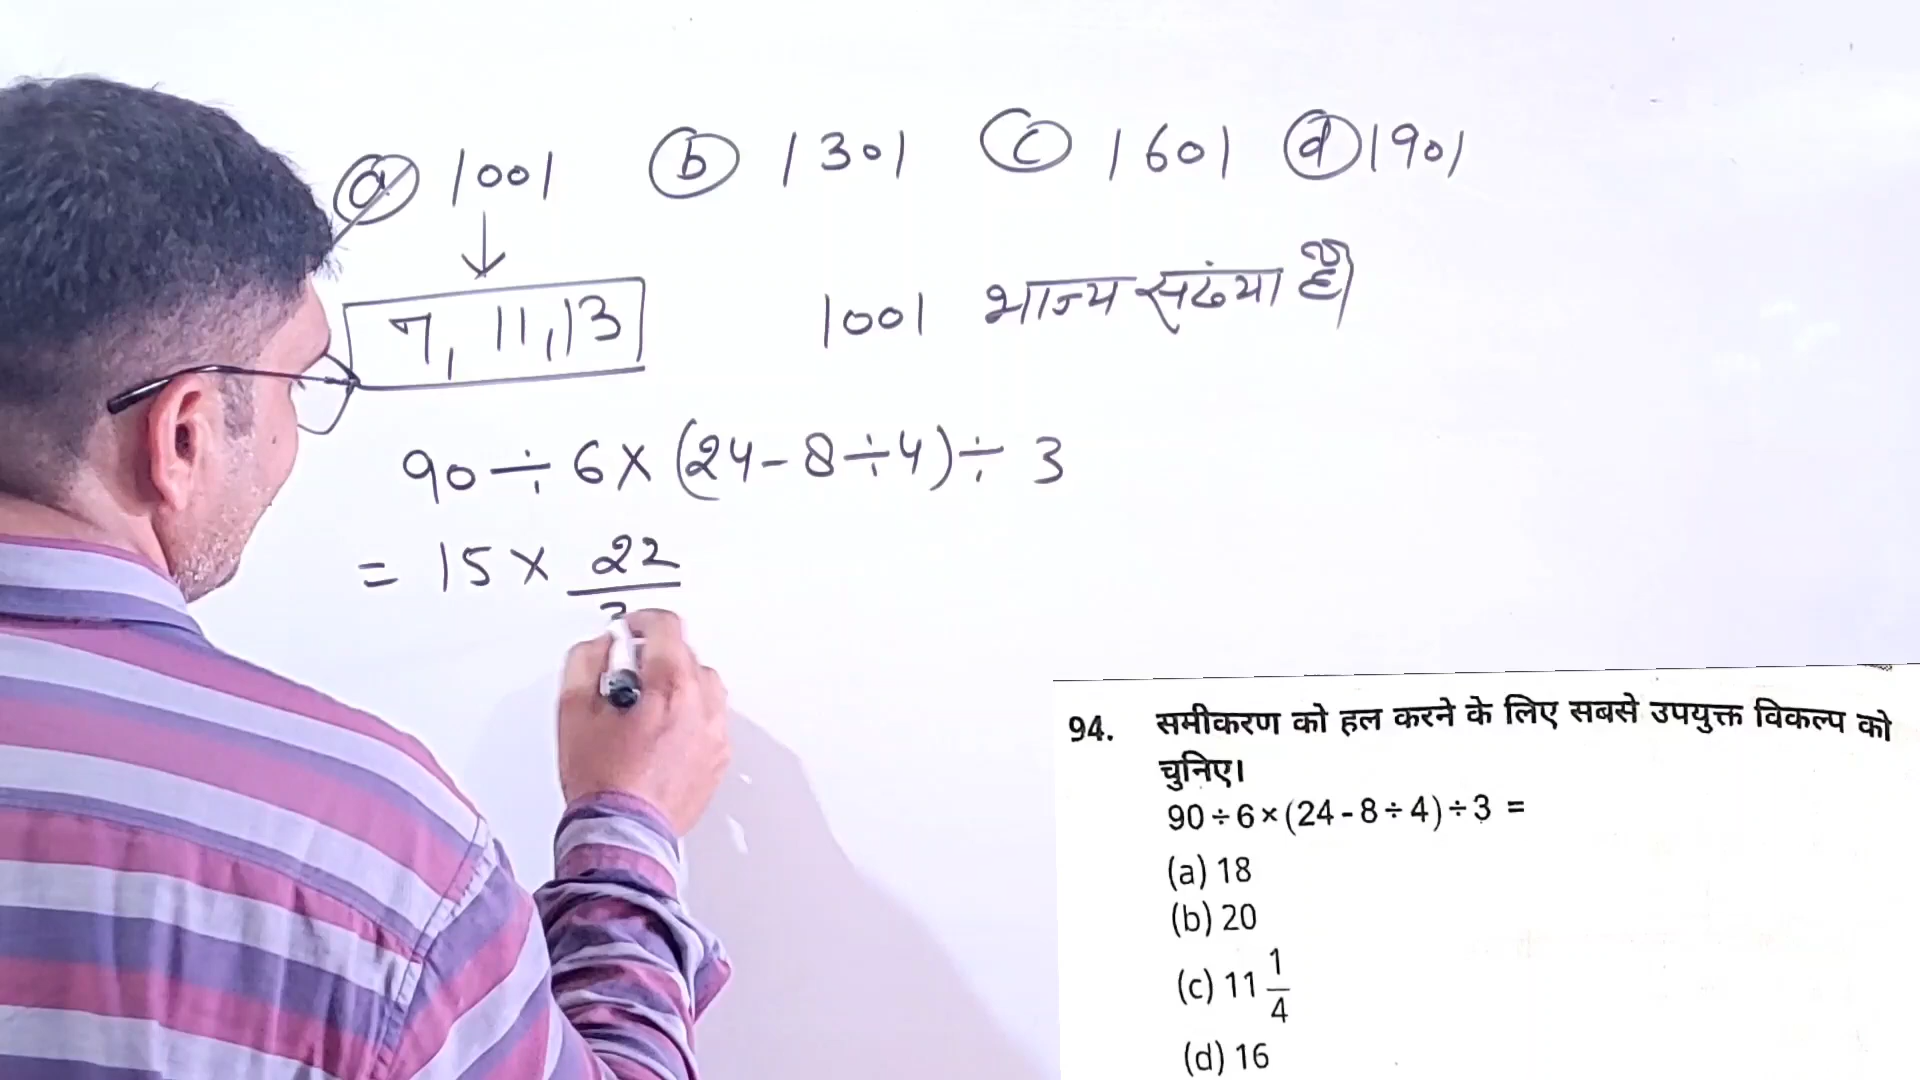 (a) 1001 (b) 1301 (c) 1601 (d) 1901
7, 11, 13
1001 भाज्य संख्या है
90 ÷ 6 × (24 - 8 ÷ 4) ÷ 3
= 15 × 22/3
94. समीकरण को हल करने के लिए सबसे उपयुक्त विकल्प को
चुनिए।
90 ÷ 6 × (24 - 8 ÷ 4) ÷ 3 =
(a) 18
(b) 20
(c) 11 1/4
(d) 16